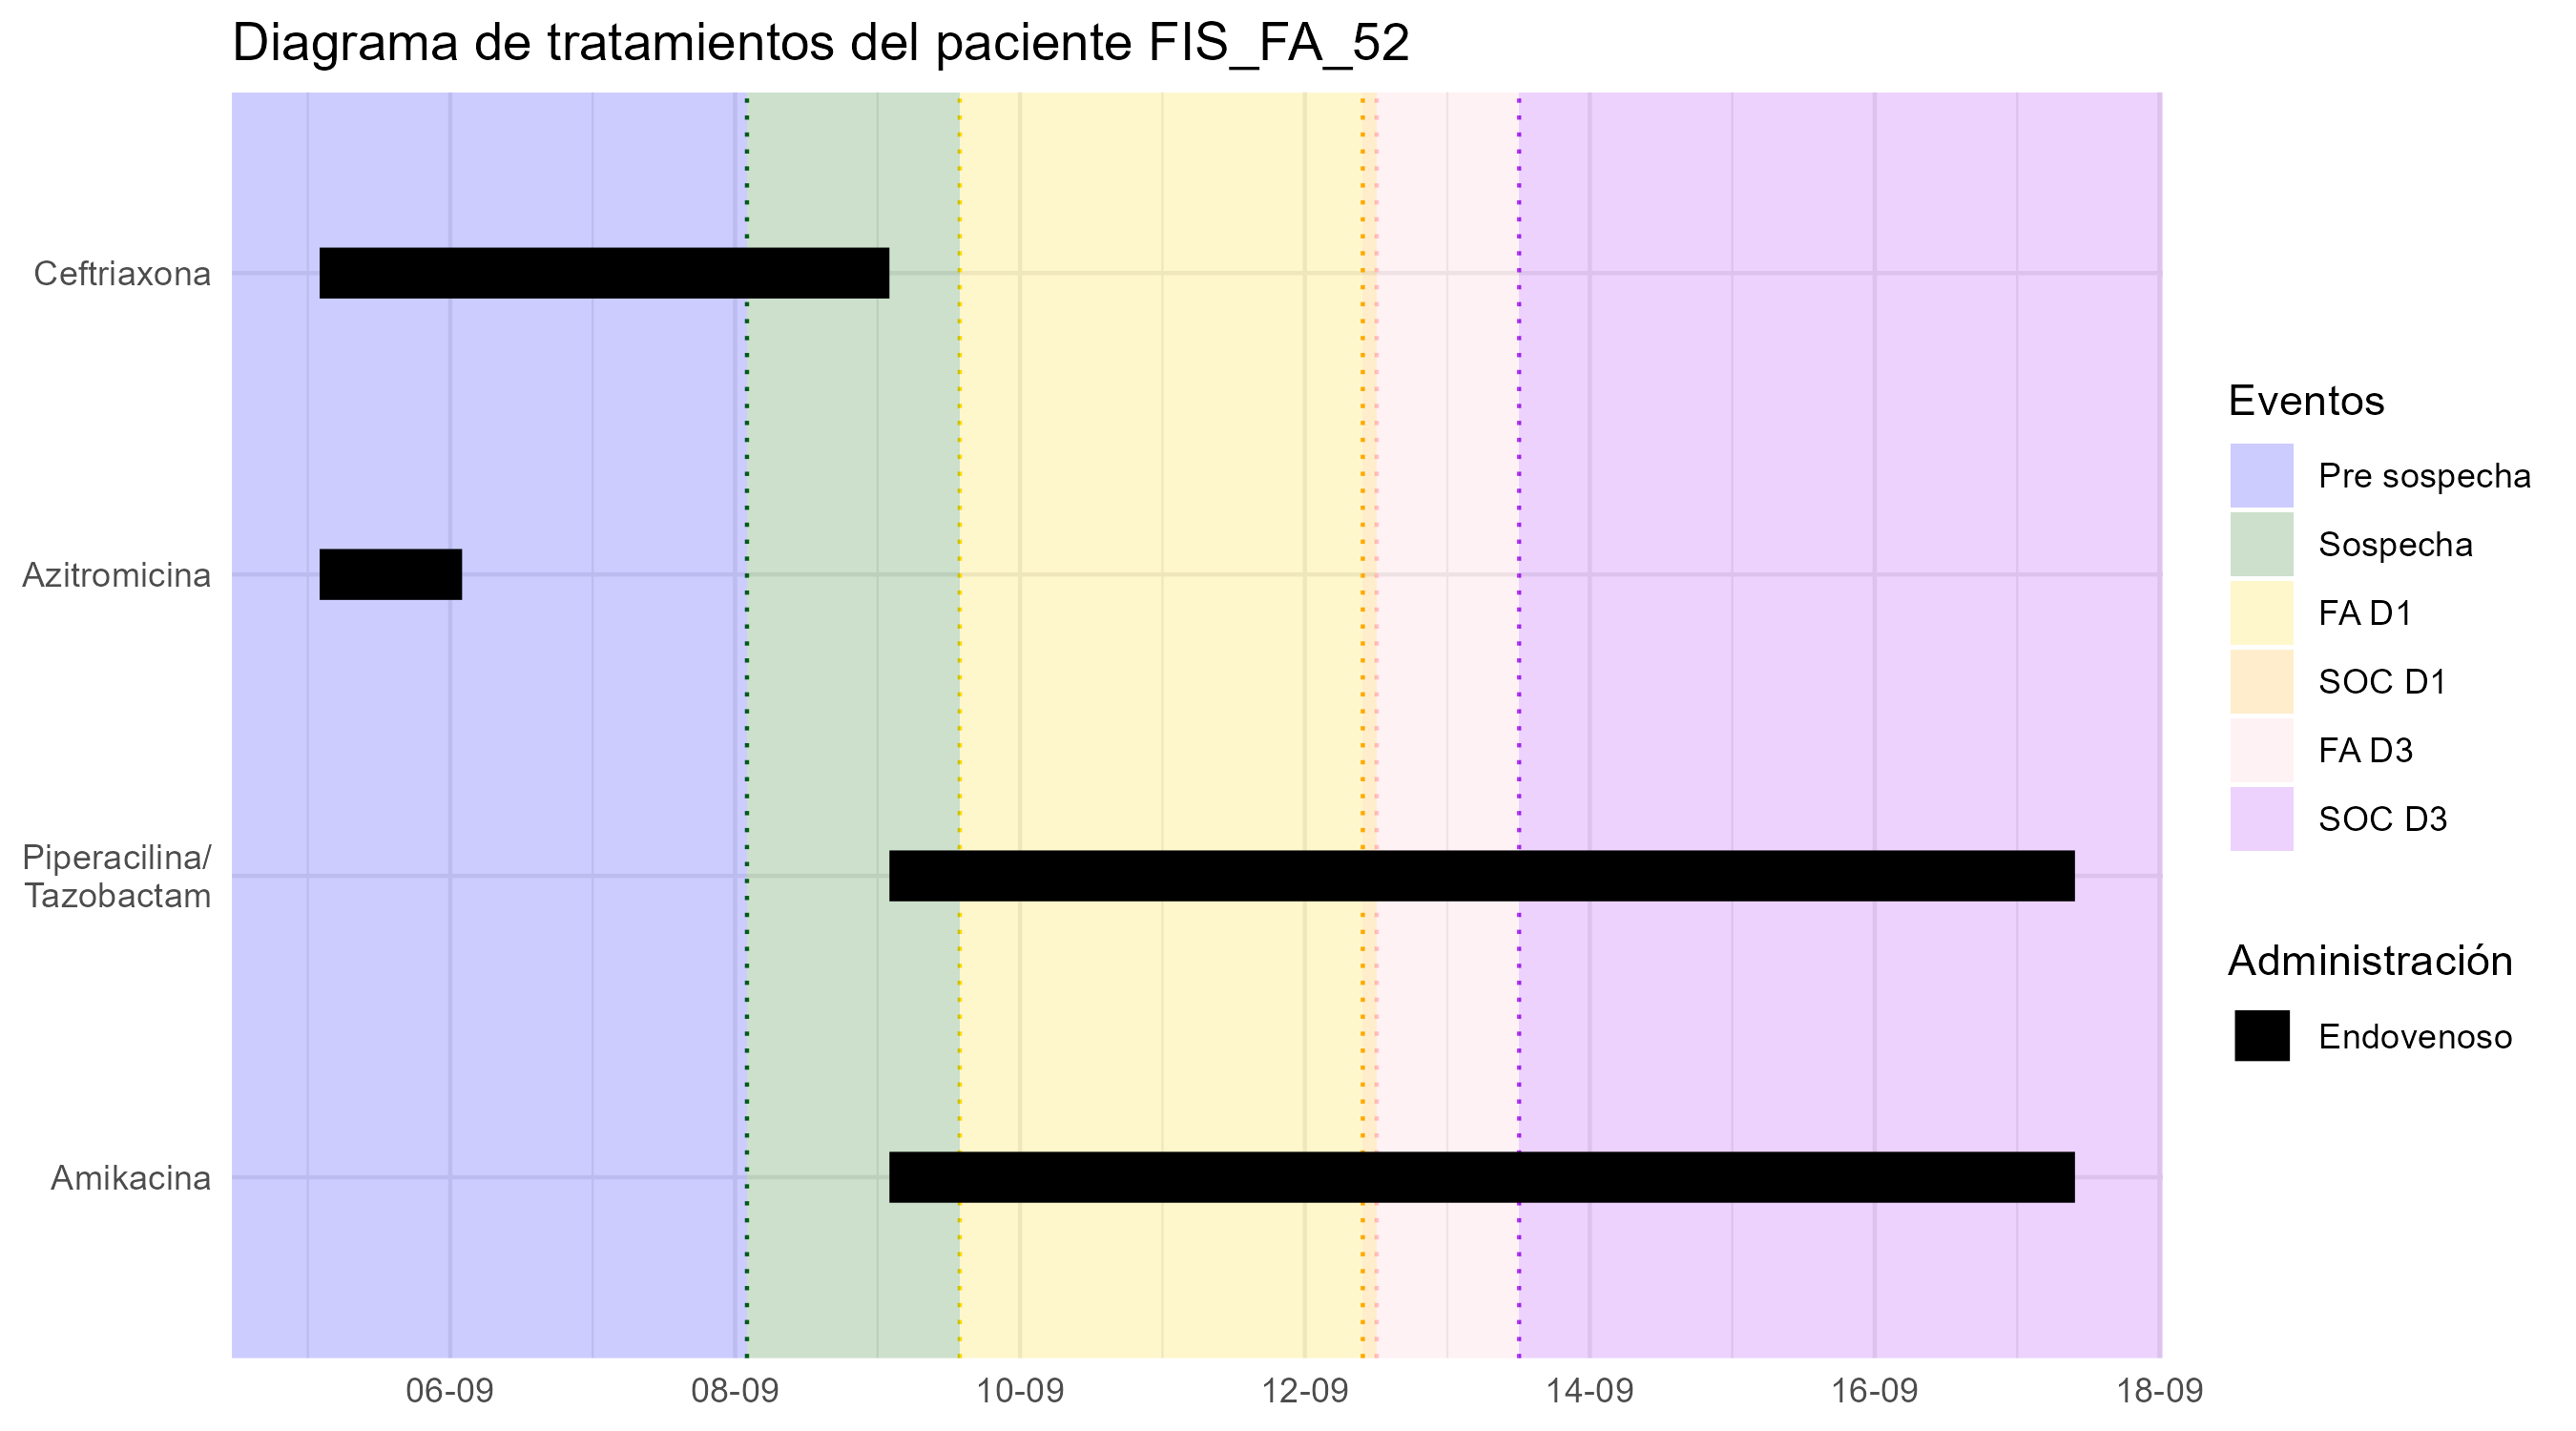 Diagrama de tratamientos del paciente FIS_FA_52
Ceftriaxona
Azitromicina
Piperacilina/
Tazobactam
Amikacina
06-09
08-09
10-09
12-09
14-09
16-09
18-09
Eventos
Pre sospecha
Sospecha
FA D1
SOC D1
FA D3
SOC D3
Administración
Endovenoso